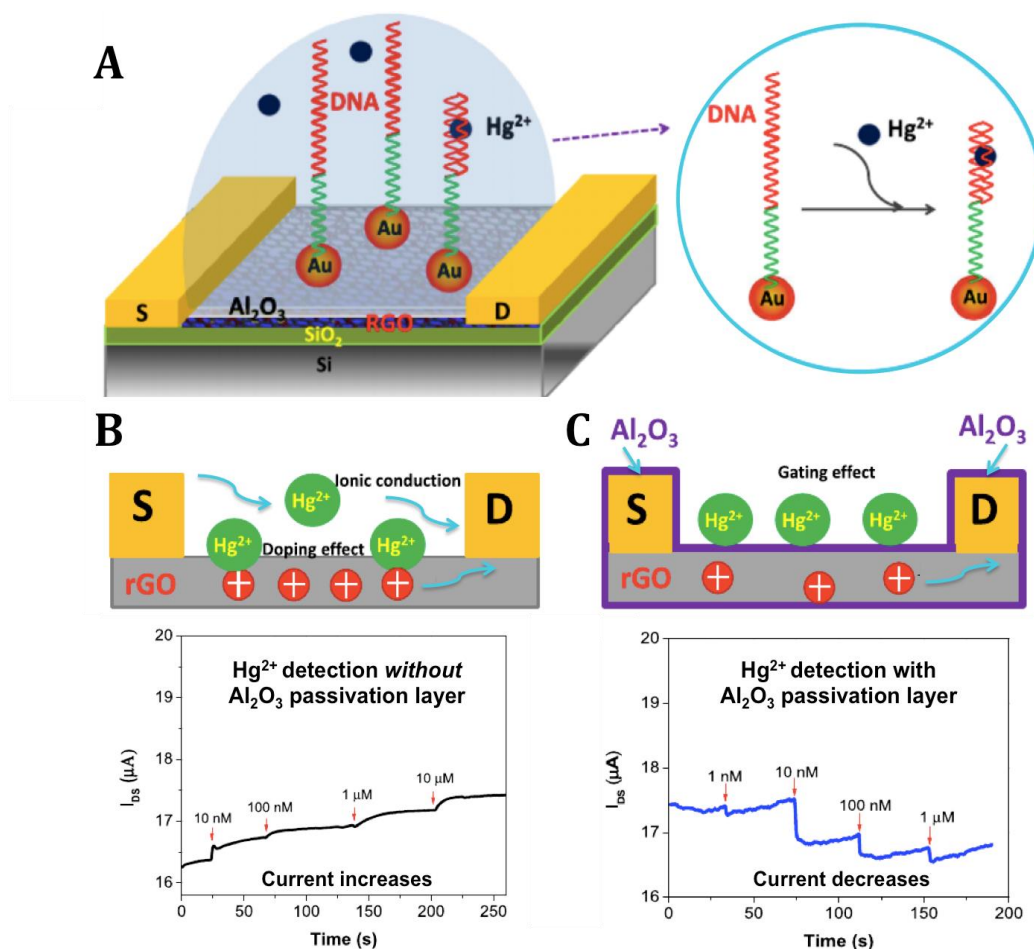 A
DNA
Hg²⁺
Au
Au
Au
S
Al₂O₃
RGO
D
SiO₂
Si
DNA
Hg²⁺
Au
Au
B
S
Hg²⁺
Ionic conduction
D
Hg²⁺
Doping effect
Hg²⁺
rGO
+
+
+
+
20
19
18
17
16
I_DS (μA)
Hg²⁺ detection without
Al₂O₃ passivation layer
10 nM
100 nM
1 μM
10 μM
Current increases
0
50
100
150
200
250
Time (s)
C
Al₂O₃
Al₂O₃
Gating effect
S
Hg²⁺
Hg²⁺
Hg²⁺
D
rGO
+
+
+
20
19
18
17
16
I_DS (μA)
Hg²⁺ detection with
Al₂O₃ passivation layer
1 nM
10 nM
100 nM
1 μM
Current decreases
0
50
100
150
200
Time (s)